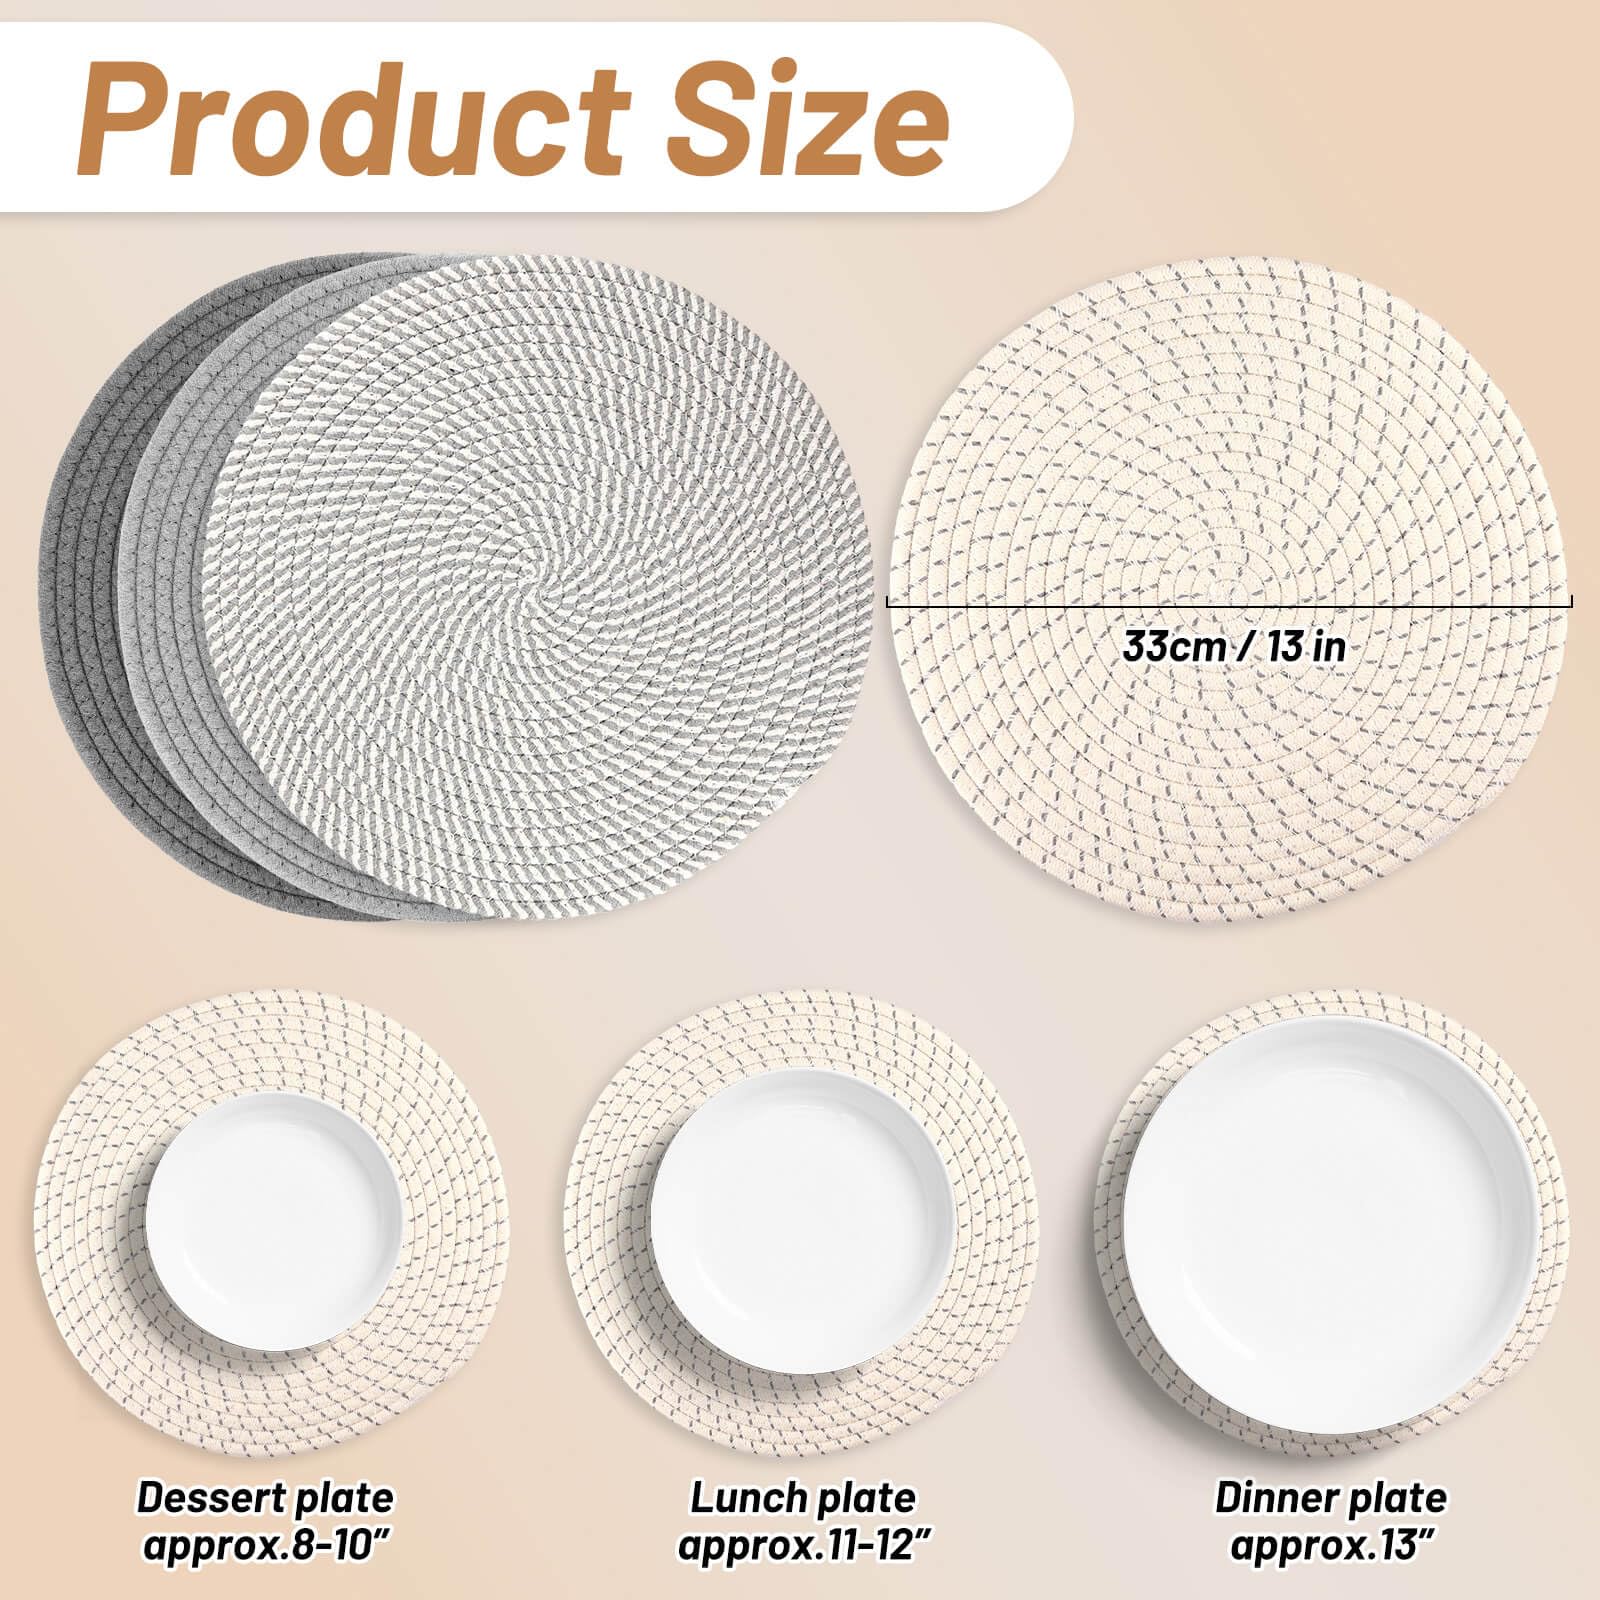 Product Size
33cm / 13 in
Dessert plate
approx.8-10”
Lunch plate
approx.11-12”
Dinner plate
approx.13”